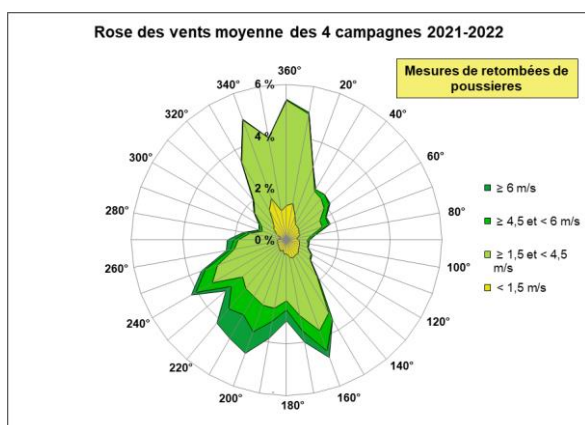 Rose des vents moyenne des 4 campagnes 2021-2022
Mesures de retombées de
poussieres
360°
20°
40°
60°
80°
100°
120°
140°
160°
180°
200°
220°
240°
260°
280°
300°
320°
340°
6 %
4 %
2 %
0 %
≥ 6 m/s
≥ 4,5 et < 6 m/s
≥ 1,5 et < 4,5
m/s
< 1,5 m/s